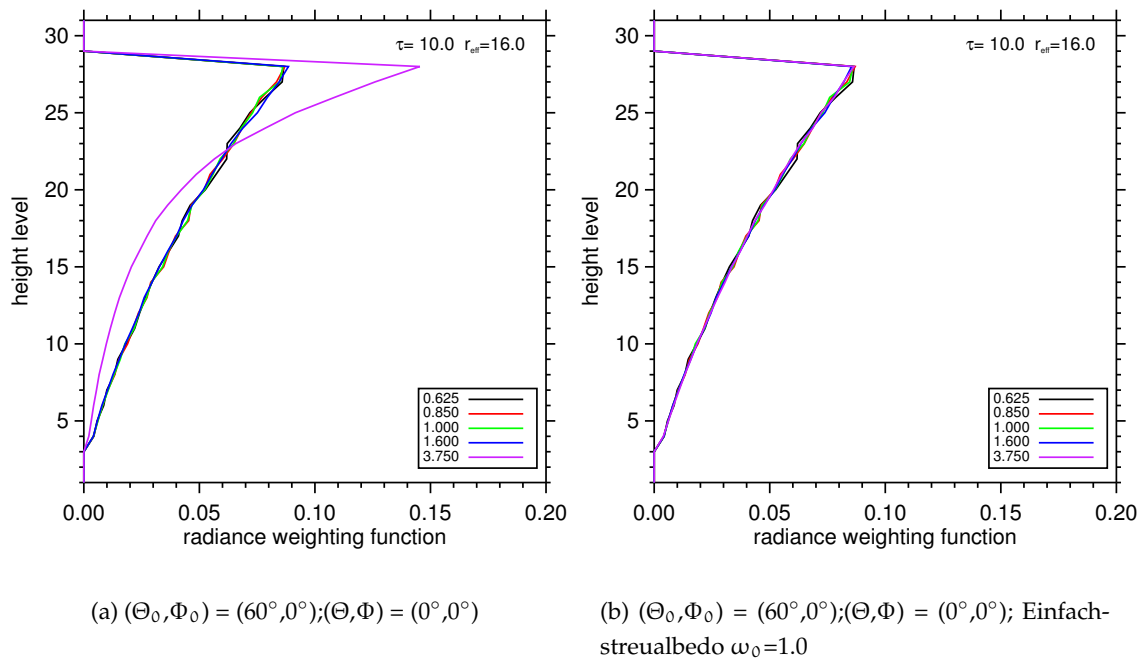 30
25
20
15
10
5
height level
τ= 10.0 r_eff=16.0
0.625
0.850
1.000
1.600
3.750
0.00 0.05 0.10 0.15 0.20
radiance weighting function
(a) (Θ₀,Φ₀) = (60°,0°);(Θ,Φ) = (0°,0°)
30
25
20
15
10
5
height level
τ= 10.0 r_eff=16.0
0.625
0.850
1.000
1.600
3.750
0.00 0.05 0.10 0.15 0.20
radiance weighting function
(b) (Θ₀,Φ₀) = (60°,0°);(Θ,Φ) = (0°,0°); Einfach-
streualbedo ω₀=1.0